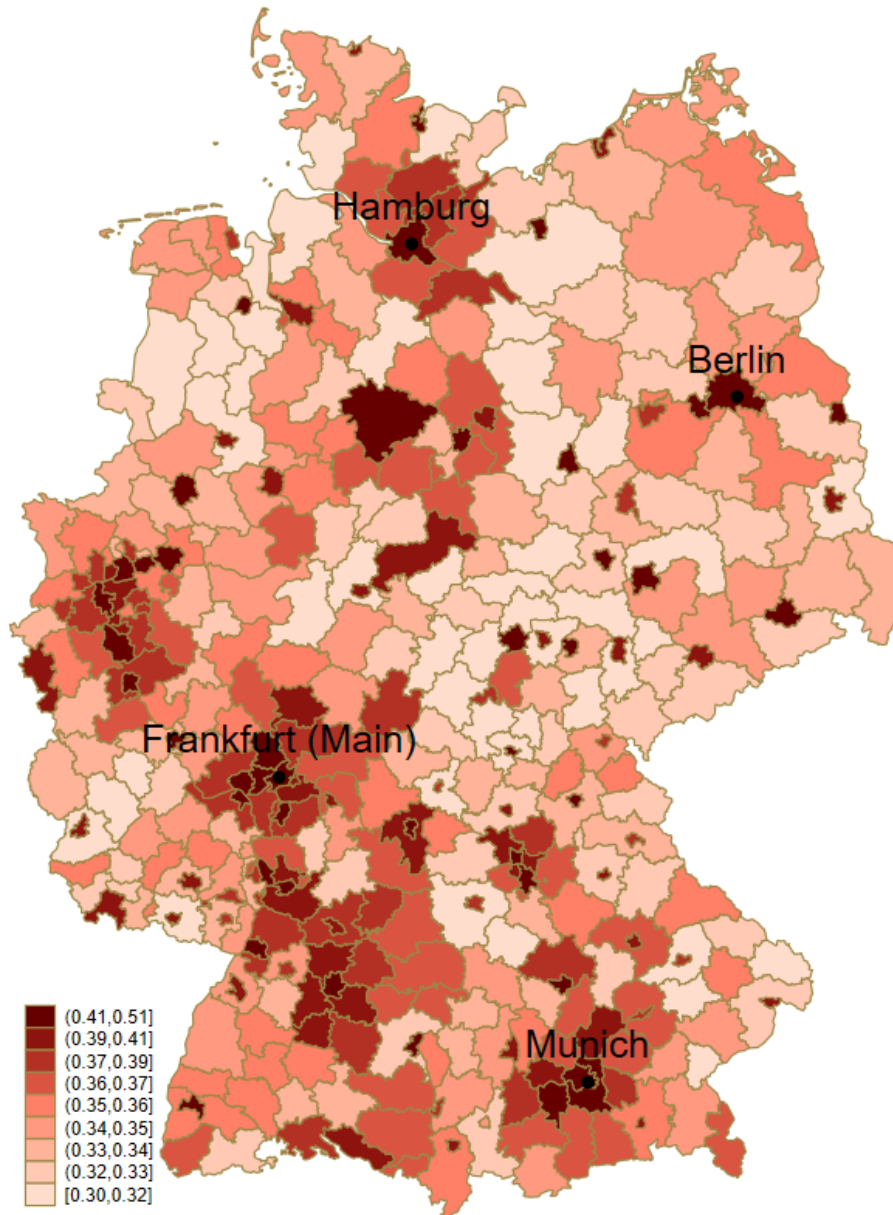 Hamburg
Berlin
Frankfurt (Main)
Munich
(0.41,0.51]
(0.39,0.41]
(0.37,0.39]
(0.36,0.37]
(0.35,0.36]
(0.34,0.35]
(0.33,0.34]
(0.32,0.33]
[0.30,0.32]